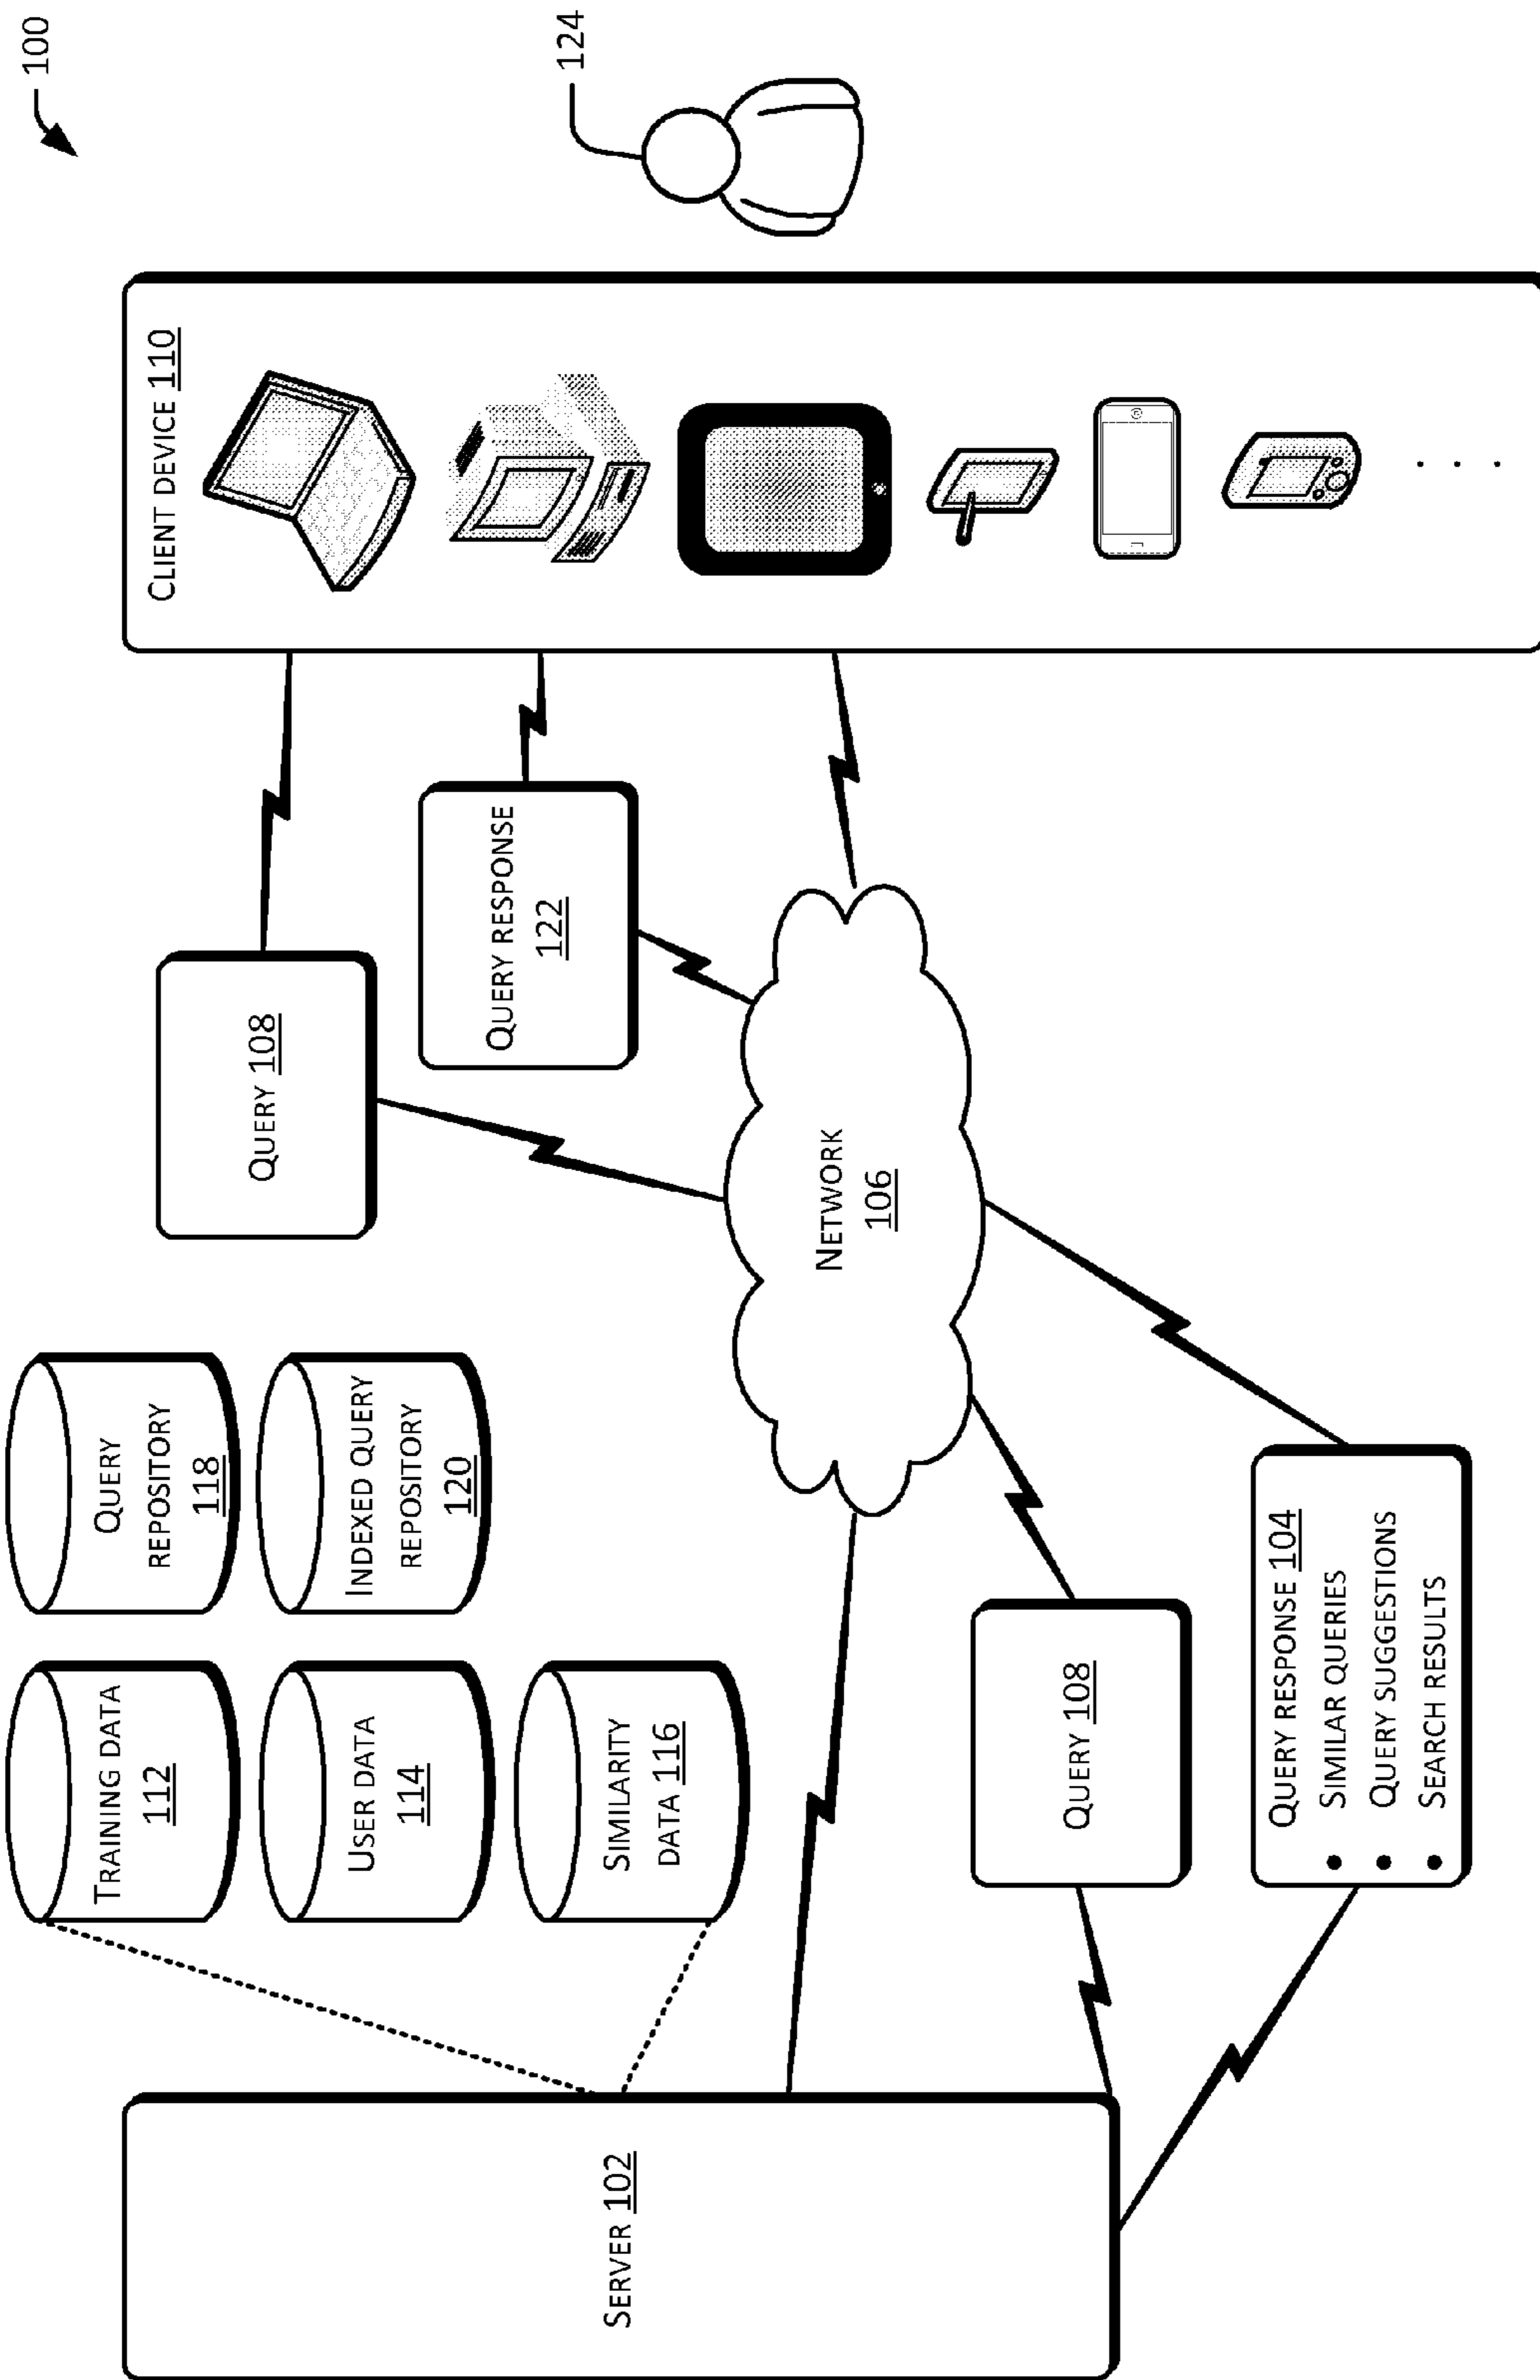 100
SERVER 102
TRAINING DATA
112
QUERY
REPOSITORY
118
USER DATA
114
INDEXED QUERY
REPOSITORY
120
SIMILARITY
DATA 116
QUERY 108
QUERY RESPONSE
122
CLIENT DEVICE 110
124
NETWORK
106
QUERY 108
QUERY RESPONSE 104
• SIMILAR QUERIES
• QUERY SUGGESTIONS
• SEARCH RESULTS